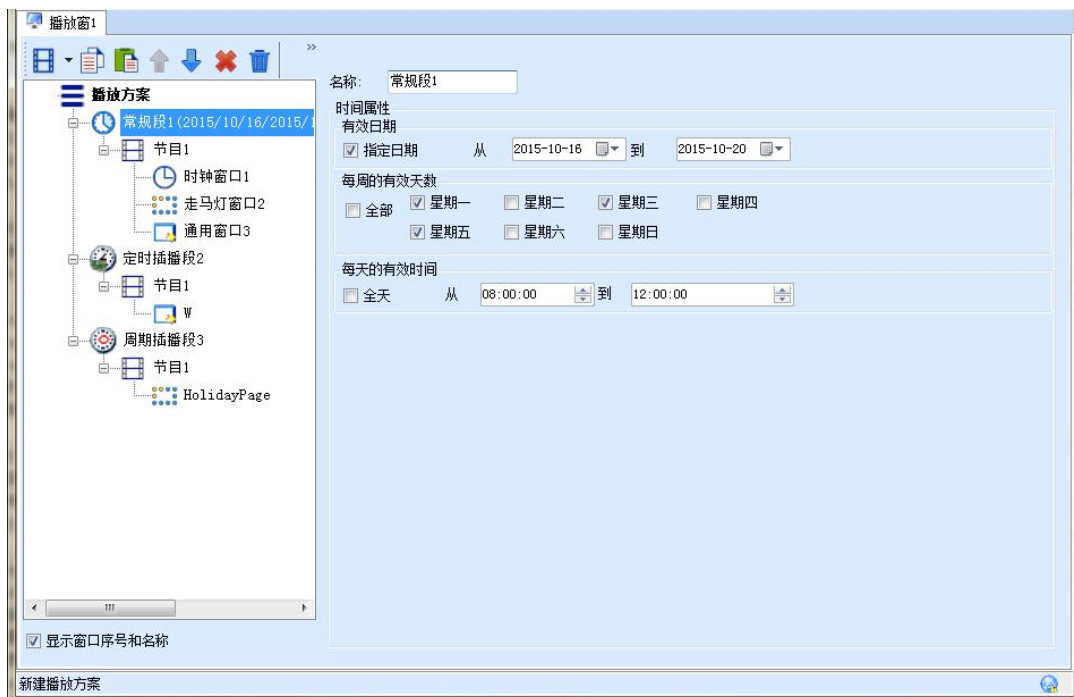 播放窗1
»
播放方案
常规段1(2015/10/16/2015/1
节目1
时钟窗口1
走马灯窗口2
通用窗口3
定时插播段2
节目1
W
周期插播段3
节目1
HolidayPage
显示窗口序号和名称
名称: 常规段1
时间属性
有效日期
指定日期 从 2015-10-16 到 2015-10-20
每周的有效天数
全部 星期一 星期二 星期三 星期四
星期五 星期六 星期日
每天的有效时间
全天 从 08:00:00 到 12:00:00
新建播放方案